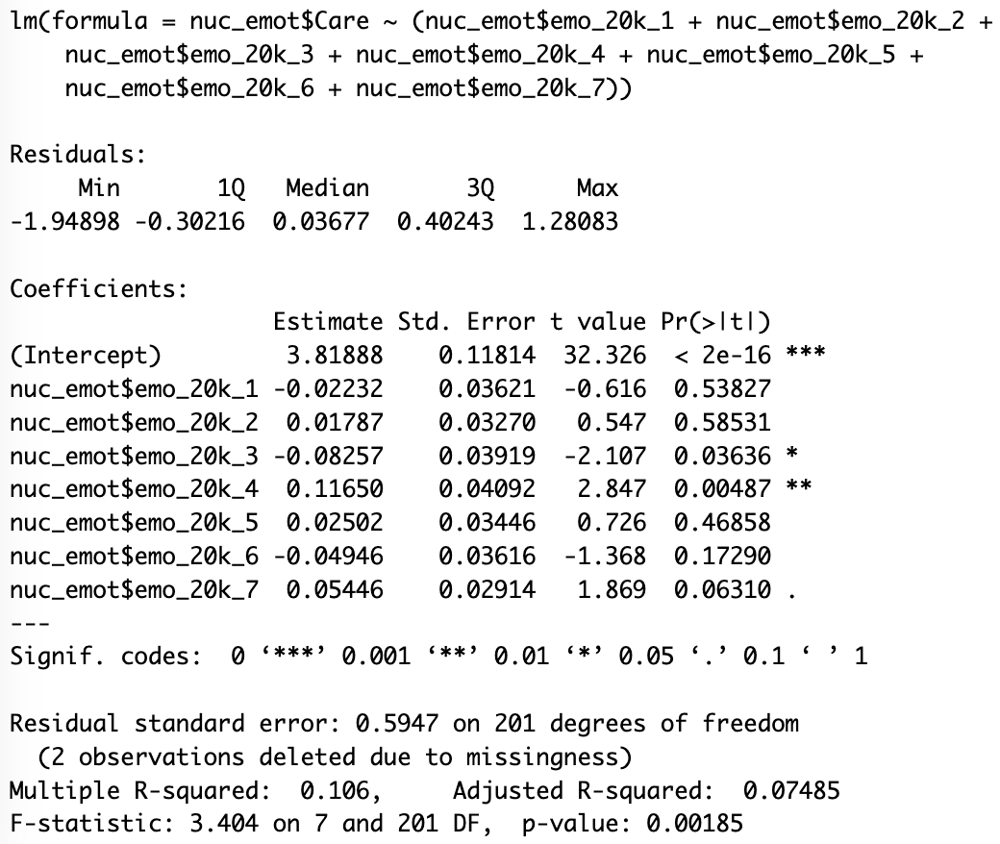 lm(formula = nuc_emot$Care ~ (nuc_emot$emo_20k_1 + nuc_emot$emo_20k_2 +
    nuc_emot$emo_20k_3 + nuc_emot$emo_20k_4 + nuc_emot$emo_20k_5 +
    nuc_emot$emo_20k_6 + nuc_emot$emo_20k_7))

Residuals:
     Min       1Q   Median       3Q      Max
-1.94898 -0.30216  0.03677  0.40243  1.28083

Coefficients:
                   Estimate Std. Error t value Pr(>|t|)
(Intercept)         3.81888    0.11814  32.326  < 2e-16 ***
nuc_emot$emo_20k_1 -0.02232    0.03621  -0.616  0.53827
nuc_emot$emo_20k_2  0.01787    0.03270   0.547  0.58531
nuc_emot$emo_20k_3 -0.08257    0.03919  -2.107  0.03636 *
nuc_emot$emo_20k_4  0.11650    0.04092   2.847  0.00487 **
nuc_emot$emo_20k_5  0.02502    0.03446   0.726  0.46858
nuc_emot$emo_20k_6 -0.04946    0.03616  -1.368  0.17290
nuc_emot$emo_20k_7  0.05446    0.02914   1.869  0.06310 .
---
Signif. codes:  0 ‘***’ 0.001 ‘**’ 0.01 ‘*’ 0.05 ‘.’ 0.1 ‘ ’ 1

Residual standard error: 0.5947 on 201 degrees of freedom
  (2 observations deleted due to missingness)
Multiple R-squared:  0.106,     Adjusted R-squared:  0.07485
F-statistic: 3.404 on 7 and 201 DF,  p-value: 0.00185